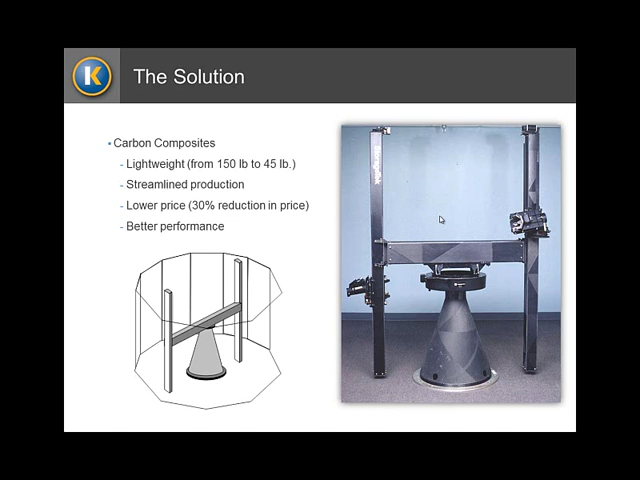 K
The Solution
Carbon Composites
- Lightweight (from 150 lb to 45 lb.)
- Streamlined production
- Lower price (30% reduction in price)
- Better performance